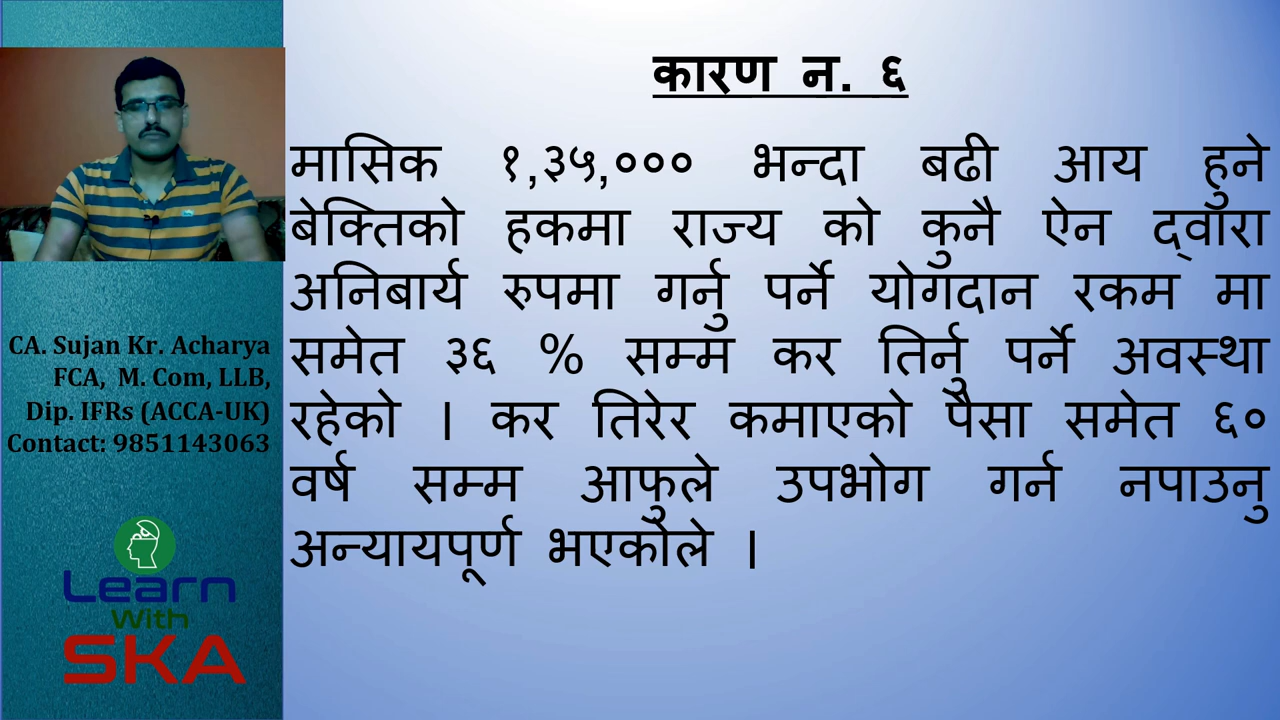 कारण न. ६
मासिक १,३५,००० भन्दा बढी आय हुने
बेक्तिको हकमा राज्य को कुनै ऐन द्वारा
अनिबार्य रुपमा गर्नु पर्ने योगदान रकम मा
समेत ३६ % सम्म कर तिर्नु पर्ने अवस्था
रहेको । कर तिरेर कमाएको पैसा समेत ६०
वर्ष सम्म आफुले उपभोग गर्न नपाउनु
अन्यायपूर्ण भएकोले ।
CA. Sujan Kr. Acharya
FCA, M. Com, LLB,
Dip. IFRs (ACCA-UK)
Contact: 9851143063
Learn
With
SKA